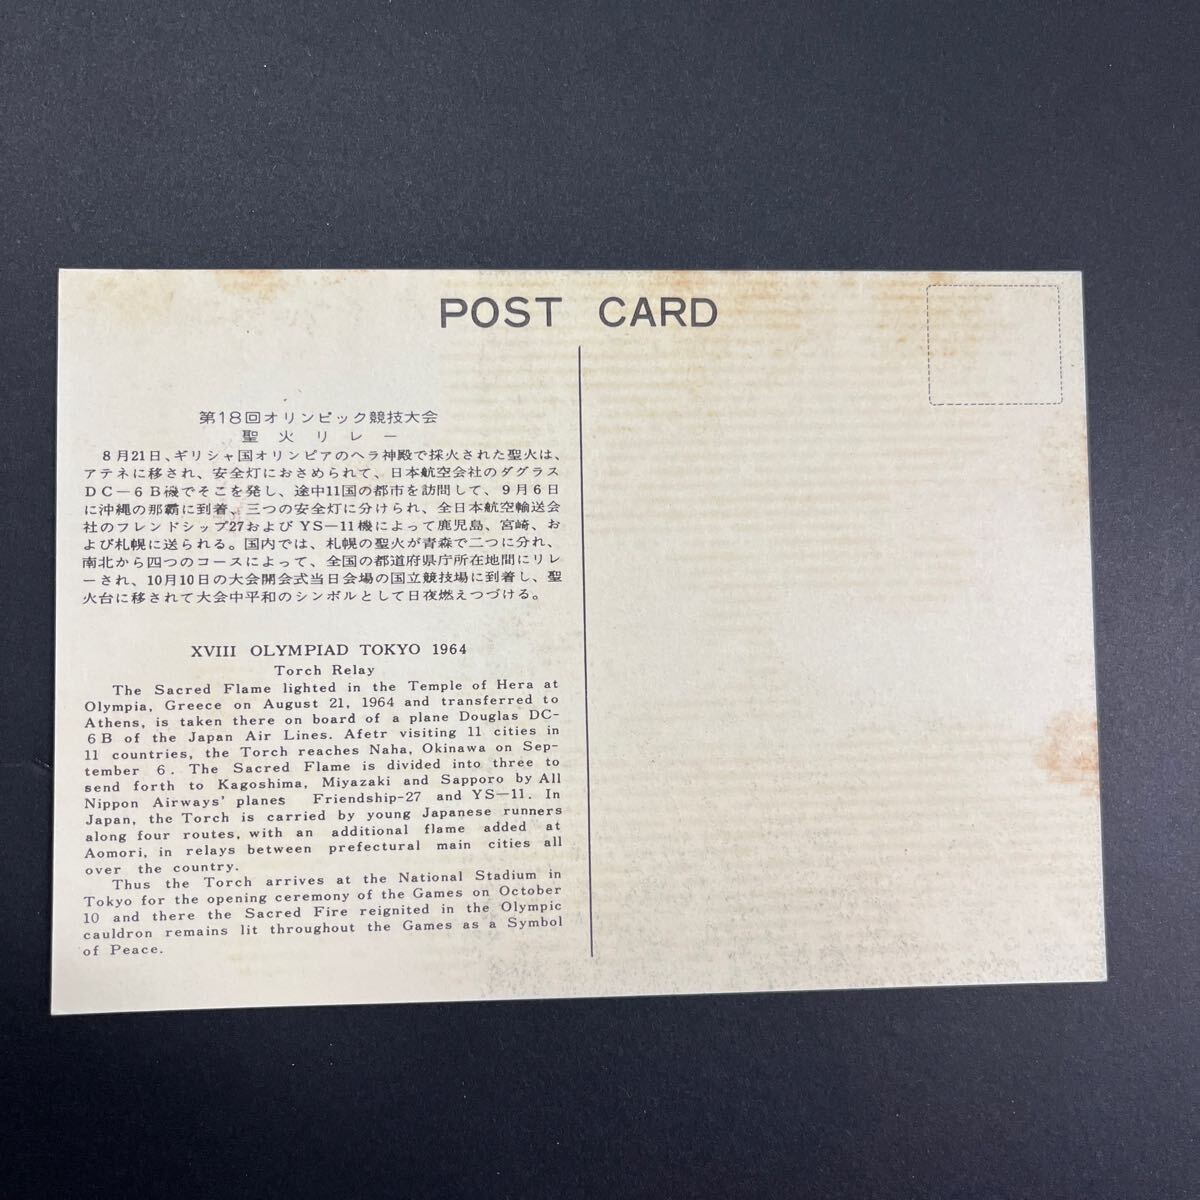 POST CARD
第18回オリンピック競技大会
聖火リレー
8月21日、ギリシャ国オリンピアのヘラ神殿で採火された聖火は、
アテネに移され、安全灯におさめられて、日本航空会社のダグラス
DC－6B機でそこを発し、途中11国の都市を訪問して、9月6日
に沖縄の那覇に到着、三つの安全灯に分けられ、全日本航空輸送会
社のフレンドシップ27および YS－11機によって鹿児島、宮崎、お
よび札幌に送られる。国内では、札幌の聖火が青森で二つに分れ、
南北から四つのコースによって、全国の都道府県庁所在地間にリレ
ーされ、10月10日の大会開会式当日会場の国立競技場に到着し、聖
火台に移されて大会中平和のシンボルとして日夜燃えつづける。
XVIII OLYMPIAD TOKYO 1964
Torch Relay
The Sacred Flame lighted in the Temple of Hera at
Olympia, Greece on August 21, 1964 and transferred to
Athens, is taken there on board of a plane Douglas DC-
6B of the Japan Air Lines. Afetr visiting 11 cities in
11 countries, the Torch reaches Naha, Okinawa on Sep-
tember 6. The Sacred Flame is divided into three to
send forth to Kagoshima, Miyazaki and Sapporo by All
Nippon Airways' planes Friendship-27 and YS—11. In
Japan, the Torch is carried by young Japanese runners
along four routes, with an additional flame added at
Aomori, in relays between prefectural main cities all
over the country.
Thus the Torch arrives at the National Stadium in
Tokyo for the opening ceremony of the Games on October
10 and there the Sacred Fire reignited in the Olympic
cauldron remains lit throughout the Games as a Symbol
of Peace.